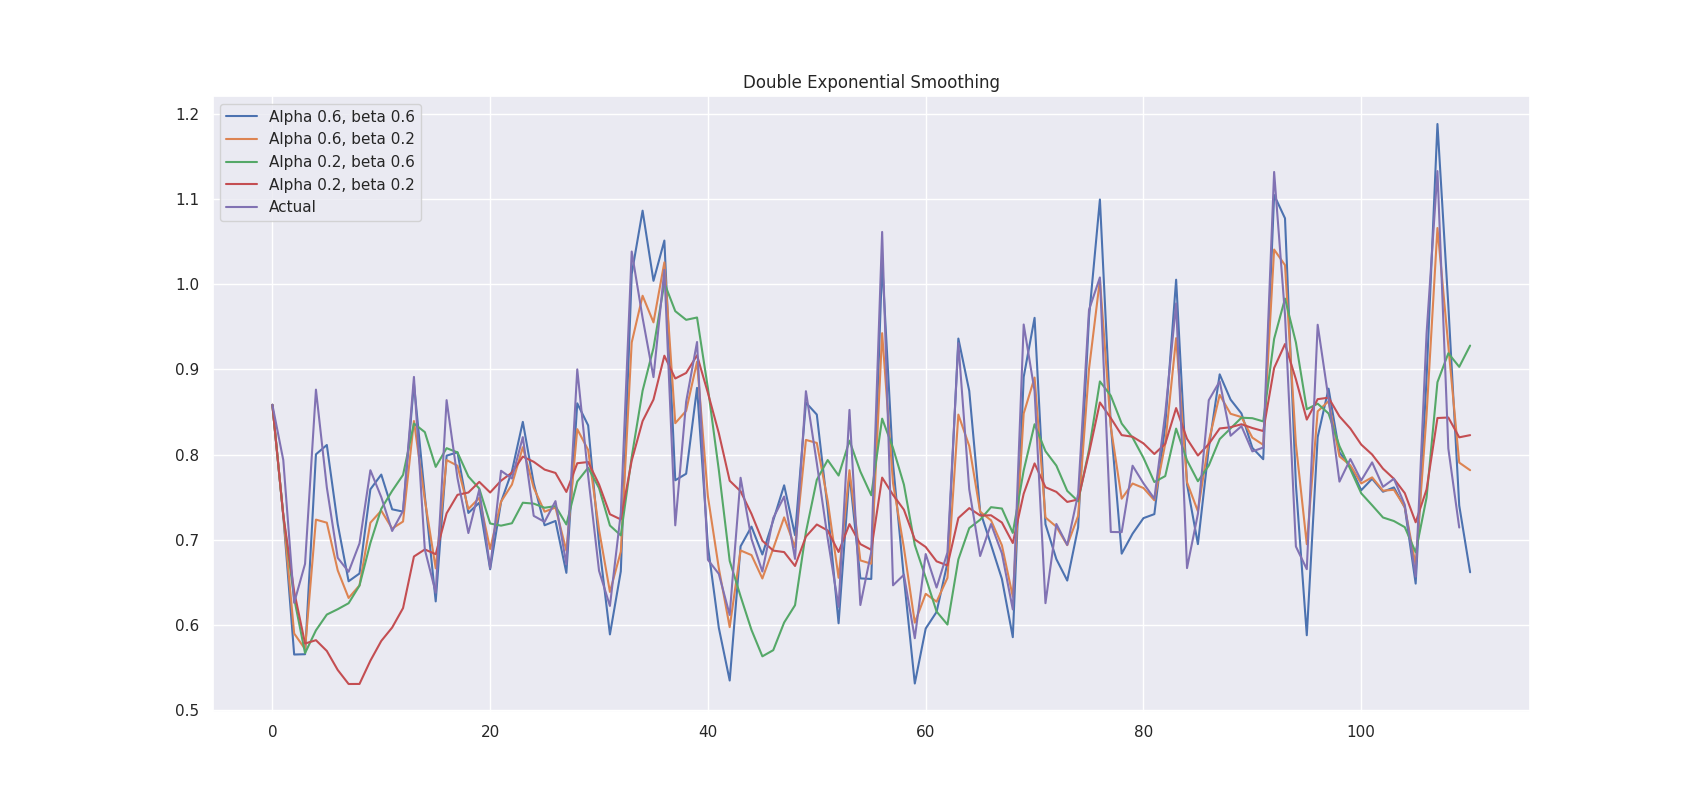 Double Exponential Smoothing
1.2
1.1
1.0
0.9
0.8
0.7
0.6
0.5
Alpha 0.6, beta 0.6
Alpha 0.6, beta 0.2
Alpha 0.2, beta 0.6
Alpha 0.2, beta 0.2
Actual
0 20 40 60 80 100